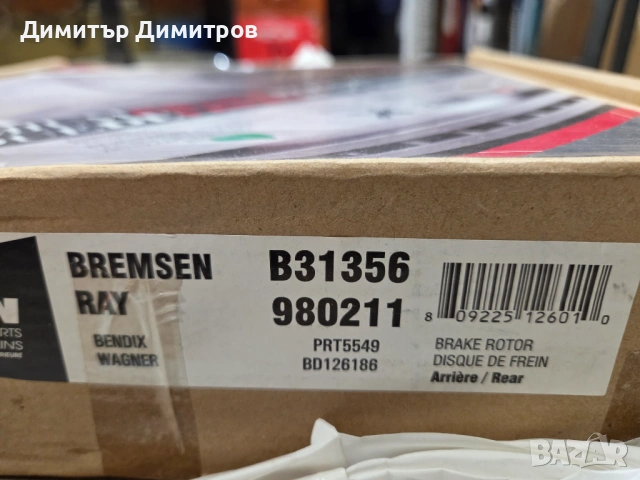 Димитър Димитров
BREMSEN B31356
RAY 980211
BENDIX PRT5549
WAGNER BD126186
8 09225 12601 0
BRAKE ROTOR
DISQUE DE FREIN
Arrière / Rear
BAZAR